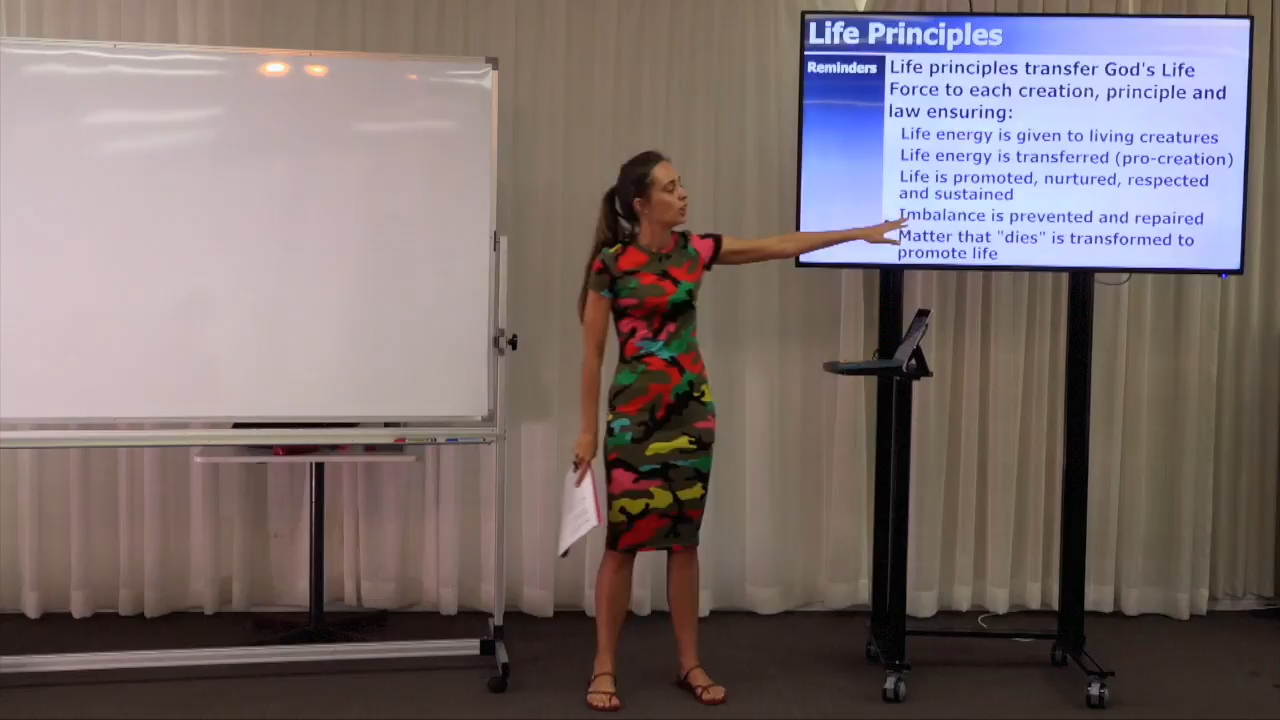 Life Principles
Reminders
Life principles transfer God's Life
Force to each creation, principle and
law ensuring:
Life energy is given to living creatures
Life energy is transferred (pro-creation)
Life is promoted, nurtured, respected
and sustained
Imbalance is prevented and repaired
Matter that "dies" is transformed to
promote life